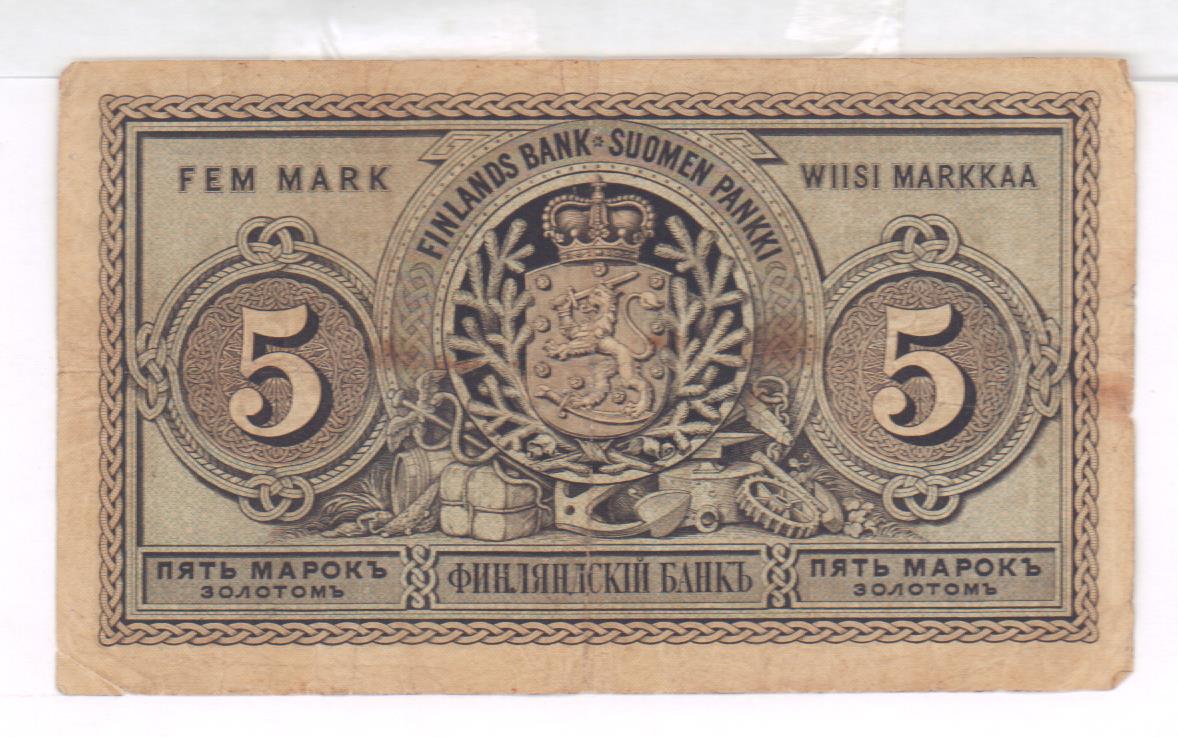 FINLANDS BANK * SUOMEN PANKKI
FEM MARK
WIISI MARKKAA
5
5
ПЯТЬ МАРОКЪ
ЗОЛОТОМЪ
ФИНЛЯНДСКІЙ БАНКЪ
ПЯТЬ МАРОКЪ
ЗОЛОТОМЪ